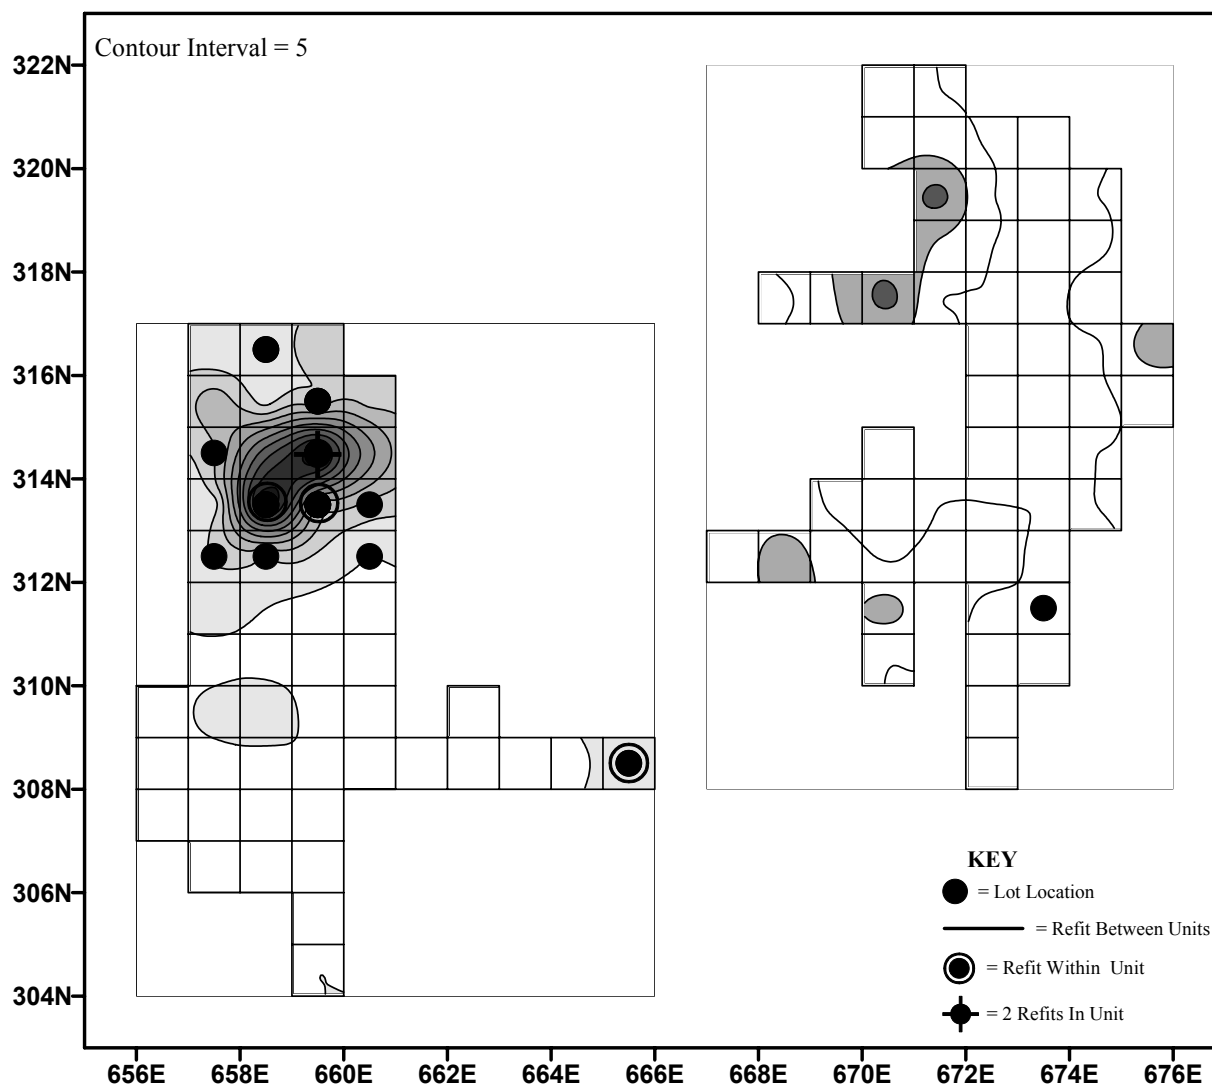 Contour Interval = 5
322N
320N
318N
316N
314N
312N
310N
308N
306N
304N
KEY
= Lot Location
= Refit Between Units
= Refit Within Unit
= 2 Refits In Unit
656E 658E 660E 662E 664E 666E 668E 670E 672E 674E 676E